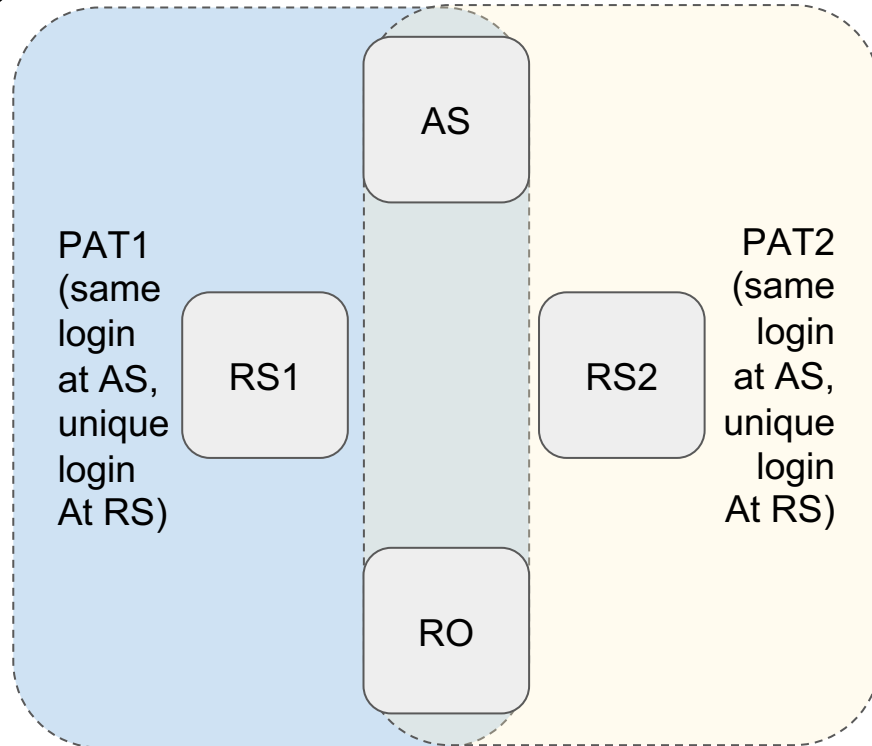 AS
PAT1
(same
login
at AS,
unique
login
At RS)
RS1
RS2
PAT2
(same
login
at AS,
unique
login
At RS)
RO